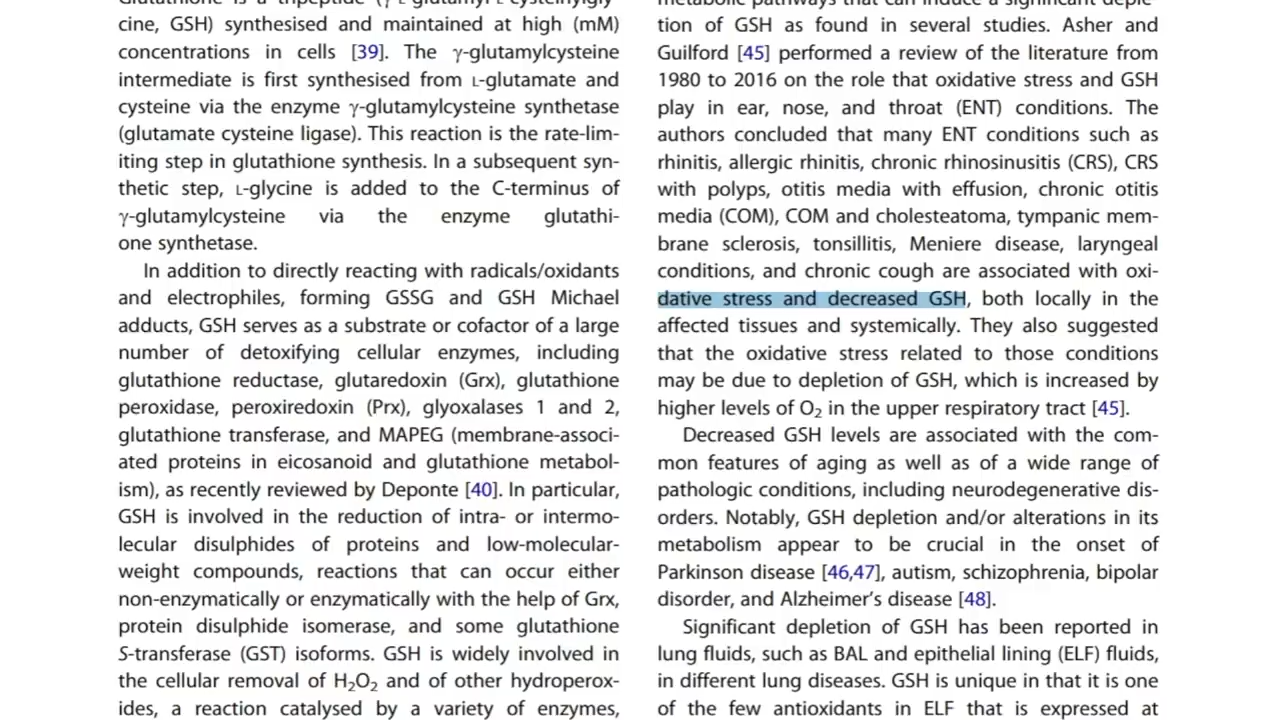 Glutathione is a tripeptide (γ-L-glutamyl-L-cysteinylgly-
cine, GSH) synthesised and maintained at high (mM)
concentrations in cells [39]. The γ-glutamylcysteine
intermediate is first synthesised from L-glutamate and
cysteine via the enzyme γ-glutamylcysteine synthetase
(glutamate cysteine ligase). This reaction is the rate-lim-
iting step in glutathione synthesis. In a subsequent syn-
thetic step, L-glycine is added to the C-terminus of
γ-glutamylcysteine via the enzyme glutathi-
one synthetase.
In addition to directly reacting with radicals/oxidants
and electrophiles, forming GSSG and GSH Michael
adducts, GSH serves as a substrate or cofactor of a large
number of detoxifying cellular enzymes, including
glutathione reductase, glutaredoxin (Grx), glutathione
peroxidase, peroxiredoxin (Prx), glyoxalases 1 and 2,
glutathione transferase, and MAPEG (membrane-associ-
ated proteins in eicosanoid and glutathione metabol-
ism), as recently reviewed by Deponte [40]. In particular,
GSH is involved in the reduction of intra- or intermo-
lecular disulphides of proteins and low-molecular-
weight compounds, reactions that can occur either
non-enzymatically or enzymatically with the help of Grx,
protein disulphide isomerase, and some glutathione
S-transferase (GST) isoforms. GSH is widely involved in
the cellular removal of H₂O₂ and of other hydroperox-
ides, a reaction catalysed by a variety of enzymes,
metabolic pathways that can induce a significant deple-
tion of GSH as found in several studies. Asher and
Guilford [45] performed a review of the literature from
1980 to 2016 on the role that oxidative stress and GSH
play in ear, nose, and throat (ENT) conditions. The
authors concluded that many ENT conditions such as
rhinitis, allergic rhinitis, chronic rhinosinusitis (CRS), CRS
with polyps, otitis media with effusion, chronic otitis
media (COM), COM and cholesteatoma, tympanic mem-
brane sclerosis, tonsillitis, Meniere disease, laryngeal
conditions, and chronic cough are associated with oxi-
dative stress and decreased GSH, both locally in the
affected tissues and systemically. They also suggested
that the oxidative stress related to those conditions
may be due to depletion of GSH, which is increased by
higher levels of O₂ in the upper respiratory tract [45].
Decreased GSH levels are associated with the com-
mon features of aging as well as of a wide range of
pathologic conditions, including neurodegenerative dis-
orders. Notably, GSH depletion and/or alterations in its
metabolism appear to be crucial in the onset of
Parkinson disease [46,47], autism, schizophrenia, bipolar
disorder, and Alzheimer's disease [48].
Significant depletion of GSH has been reported in
lung fluids, such as BAL and epithelial lining (ELF) fluids,
in different lung diseases. GSH is unique in that it is one
of the few antioxidants in ELF that is expressed at